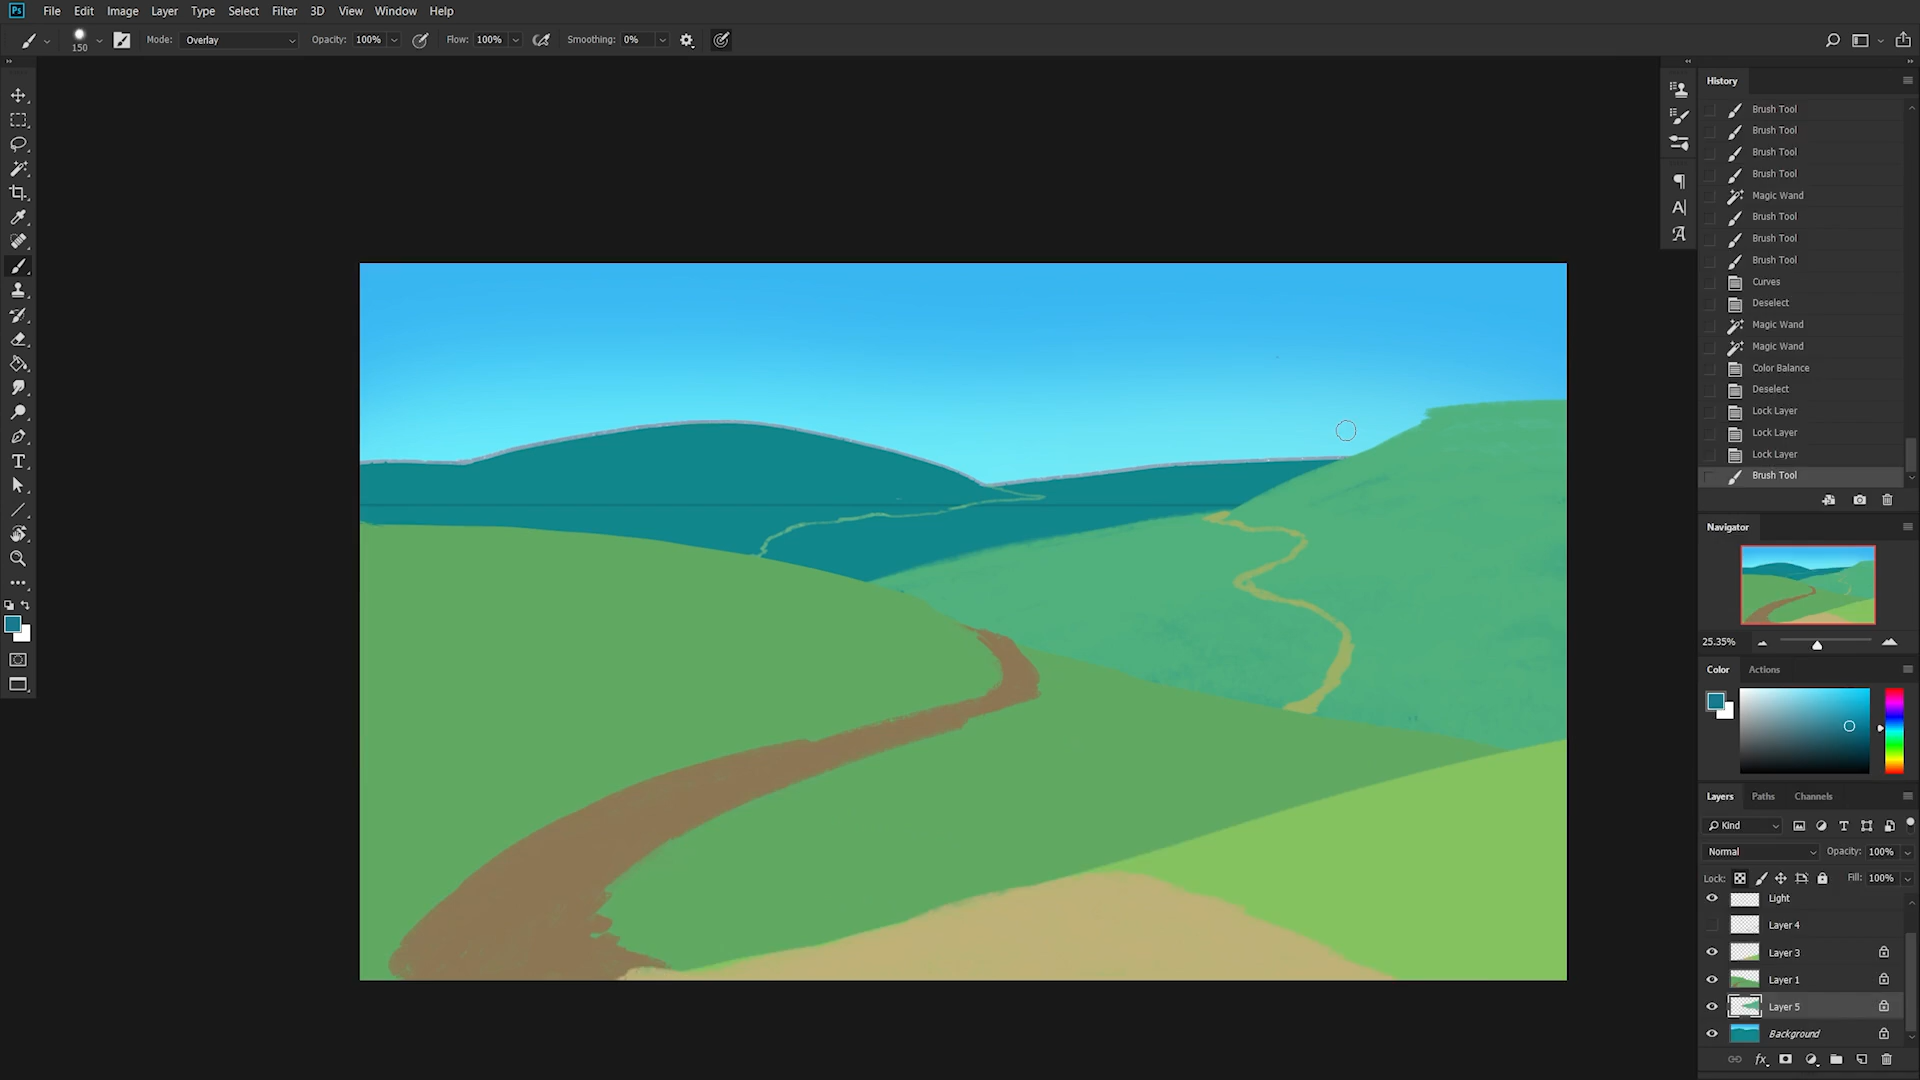 Ps File Edit Image Layer Type Select Filter 3D View Window Help
150 Mode: Overlay Opacity: 100% Flow: 100% Smoothing: 0%
History
Brush Tool
Brush Tool
Brush Tool
Brush Tool
Magic Wand
Brush Tool
Brush Tool
Brush Tool
Curves
Deselect
Magic Wand
Magic Wand
Color Balance
Deselect
Lock Layer
Lock Layer
Lock Layer
Brush Tool
Navigator
25.35%
Color Actions
Layers Paths Channels
Kind
Normal Opacity: 100%
Lock: Fill: 100%
Light
Layer 4
Layer 3
Layer 1
Layer 5
Background
fx